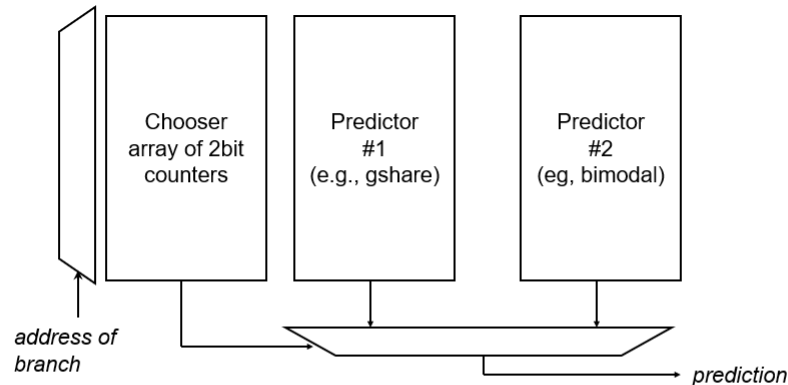 Chooser
array of 2bit
counters
Predictor
#1
(e.g., gshare)
Predictor
#2
(eg, bimodal)
address of
branch
prediction